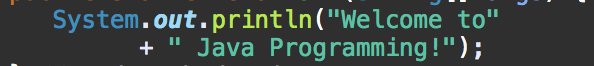 System.out.println("Welcome to"
+ " Java Programming!");